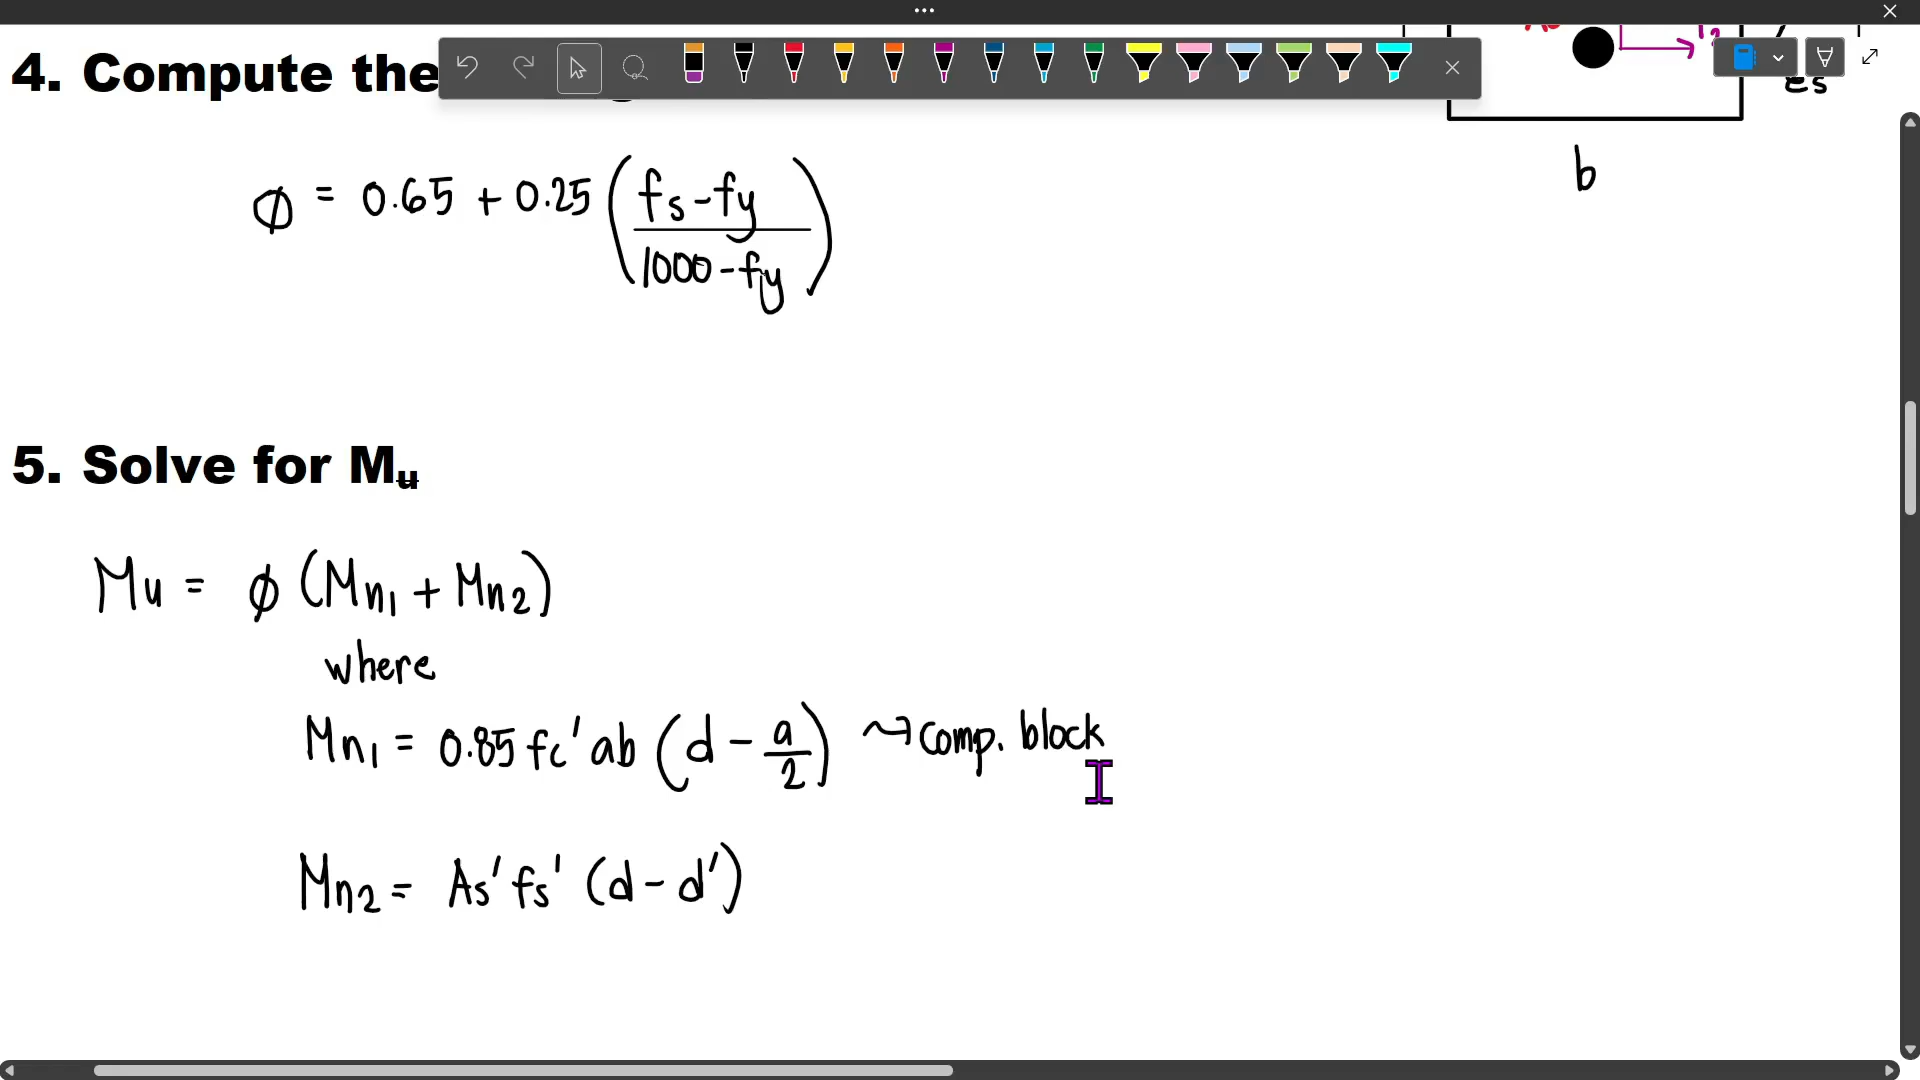 4. Compute the
εs
b
φ = 0.65 + 0.25 (fs - fy / 1000 - fy)
5. Solve for Mu
Mu = φ (Mn1 + Mn2)
where
Mn1 = 0.85 fc' ab (d - a/2) ⤳ comp. block
Mn2 = As' fs' (d - d')